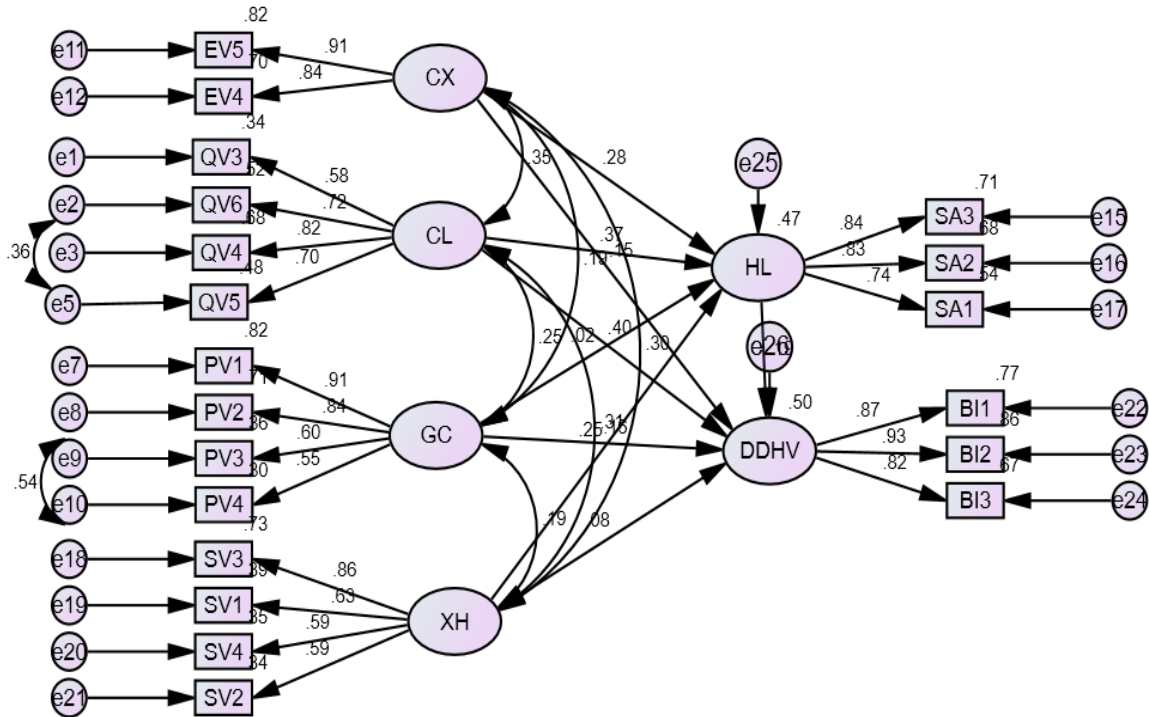 .82
e11 EV5 .91
.70
e12 EV4 .84 CX
.34
e1 QV3 .58
.52
e2 QV6 .72
.68
e3 QV4 .82 CL
.48
e5 QV5 .70
.36
.82
e7 PV1 .91
.71
e8 PV2 .84
.36
e9 PV3 .60 GC
.30
e10 PV4 .55
.54
.73
e18 SV3 .86
.39
e19 SV1 .63
.35
e20 SV4 .59 XH
.34
e21 SV2 .59
.35 .28
.37
.19 .15
.25 .02 .40 .30
.25 .31
.19 .08
e25
.47
HL
e26
.50
DDHV
.71
.84 SA3 e15
.68
.83 SA2 e16
.54
.74 SA1 e17
.77
.87 BI1 e22
.86
.93 BI2 e23
.67
.82 BI3 e24